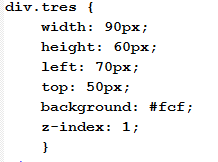 div.tres {
width: 90px;
height: 60px;
left: 70px;
top: 50px;
background: #fcf;
z-index: 1;
}